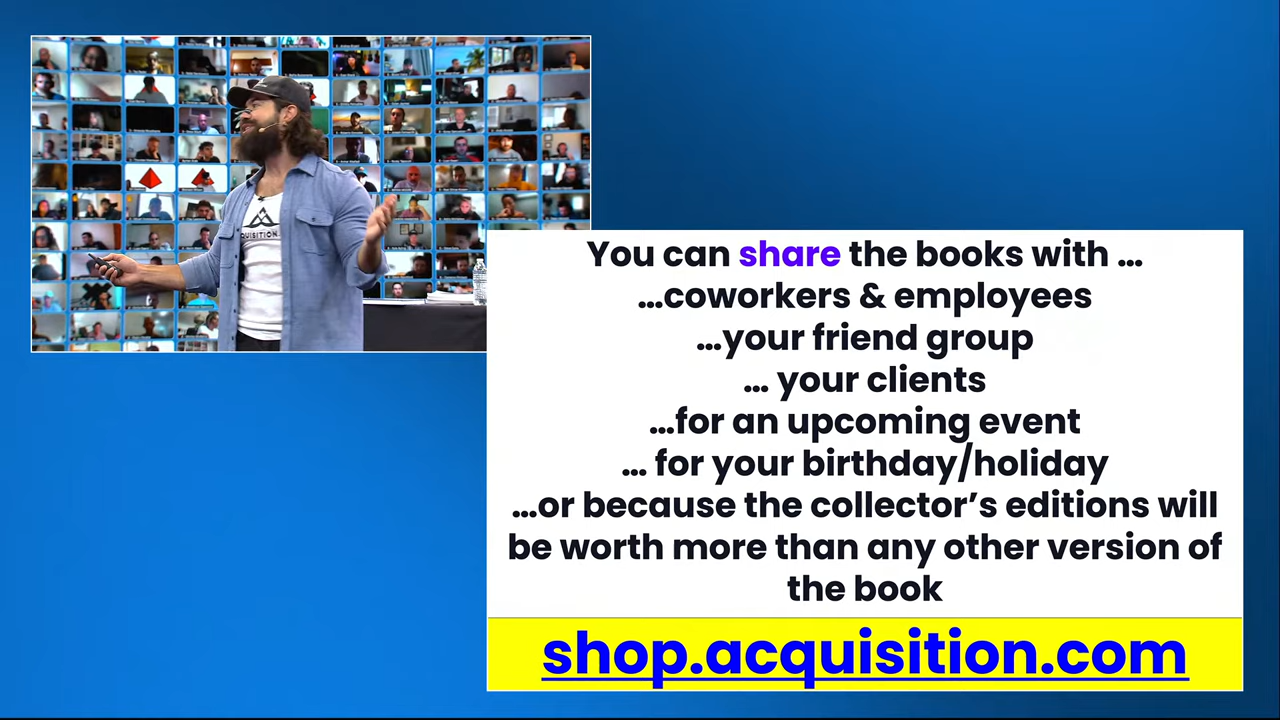 QUISITION
You can share the books with ...
...coworkers & employees
...your friend group
... your clients
...for an upcoming event
... for your birthday/holiday
...or because the collector’s editions will
be worth more than any other version of
the book
shop.acquisition.com